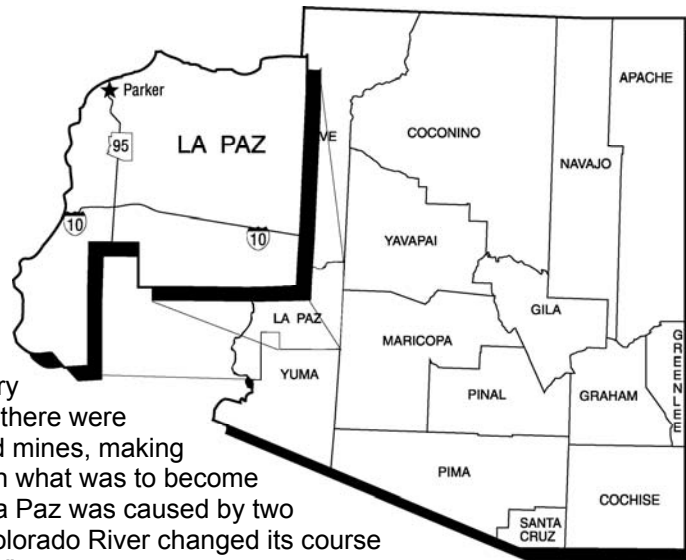 Parker
LA PAZ
95
10
10
VE
COCONINO
NAVAJO
APACHE
YAVAPAI
GILA
LA PAZ
MARICOPA
YUMA
PINAL
GRAHAM
GREENLEE
PIMA
COCHISE
SANTA
CRUZ
ry
there were
d mines, making
n what was to become
a Paz was caused by two
olorado River changed its course